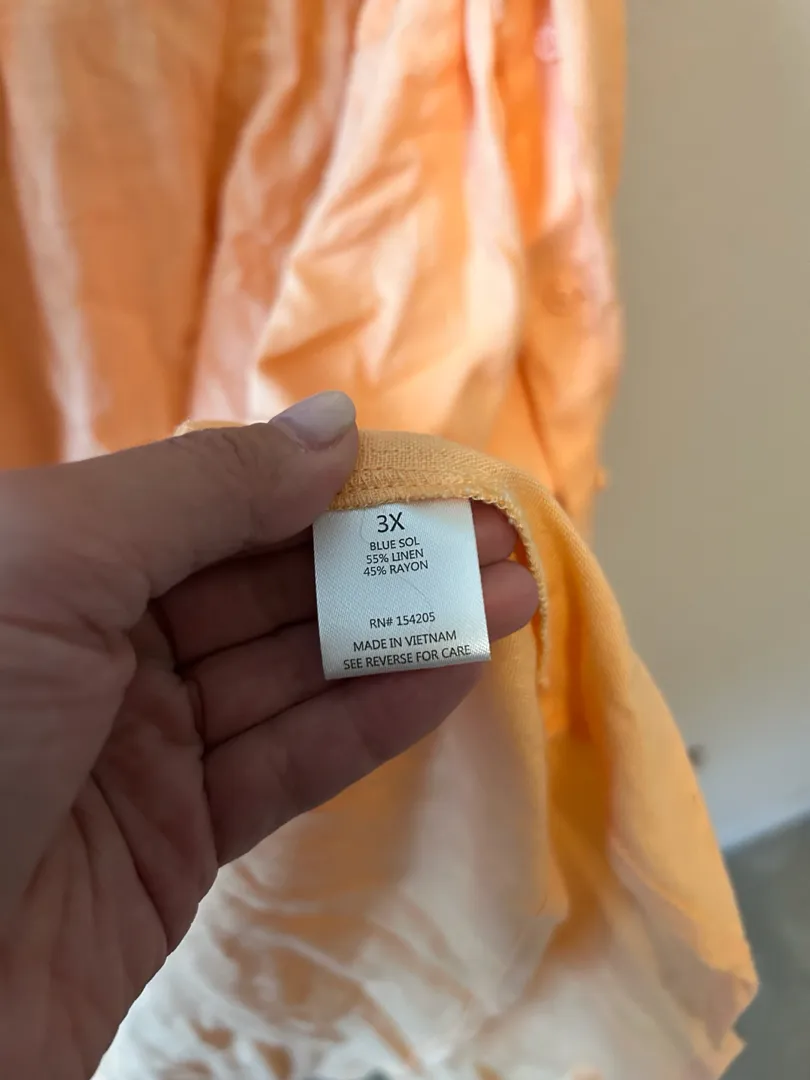 3X
BLUE SOL
55% LINEN
45% RAYON
RN# 154205
MADE IN VIETNAM
SEE REVERSE FOR CARE